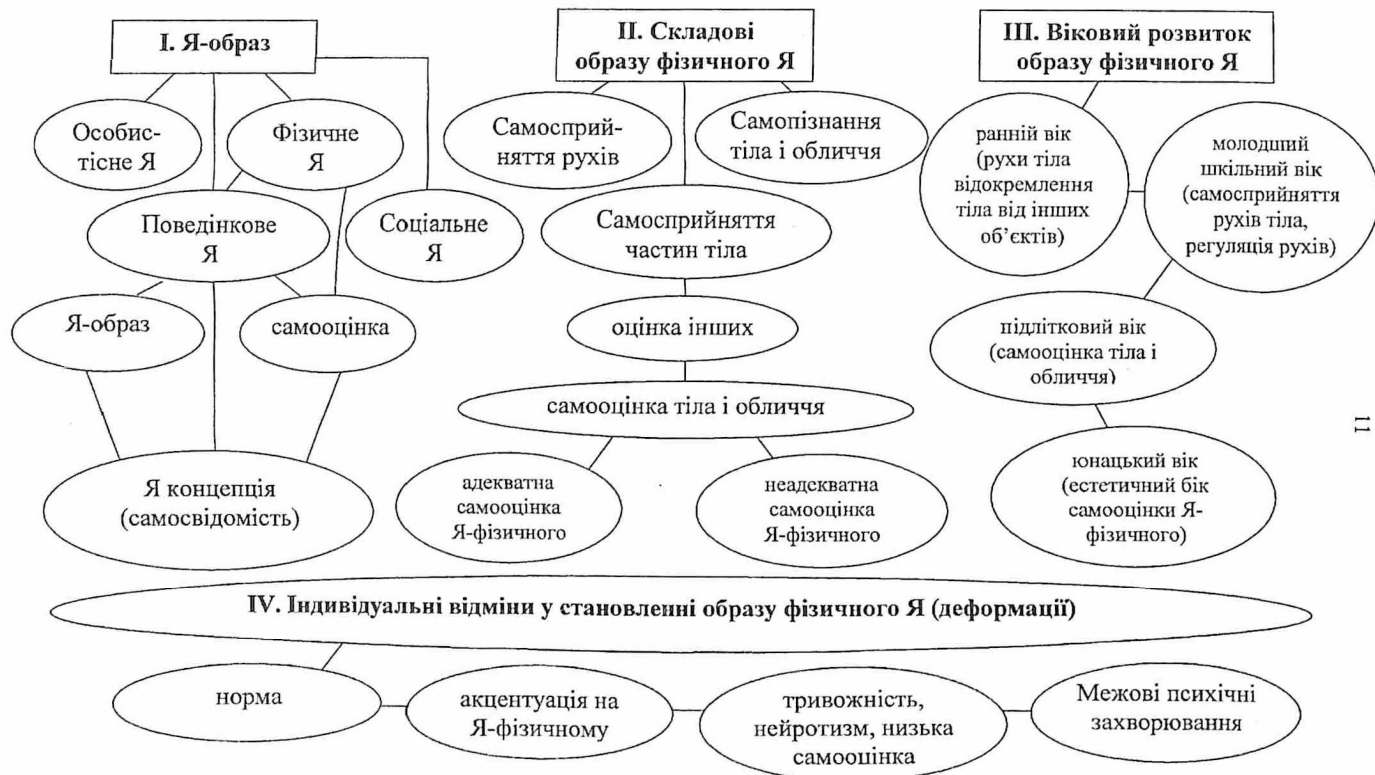 I. Я-образ
Особис-
тісне Я
Фізичне
Я
Поведінкове
Я
Соціальне
Я
Я-образ
самооцінка
Я концепція
(самосвідомість)
II. Складові
образу фізичного Я
Самосприй-
няття рухів
Самопізнання
тіла і обличчя
Самосприйняття
частин тіла
оцінка інших
самооцінка тіла і обличчя
адекватна
самооцінка
Я-фізичного
неадекватна
самооцінка
Я-фізичного
III. Віковий розвиток
образу фізичного Я
ранній вік
(рухи тіла
відокремлення
тіла від інших
об’єктів)
молодший
шкільний вік
(самосприйняття
рухів тіла,
регуляція рухів)
підлітковий вік
(самооцінка тіла і
обличчя)
юнацький вік
(естетичний бік
самооцінки Я-
фізичного)
11
IV. Індивідуальні відміни у становленні образу фізичного Я (деформації)
норма
акцентуація на
Я-фізичному
тривожність,
нейротизм, низька
самооцінка
Межові психічні
захворювання